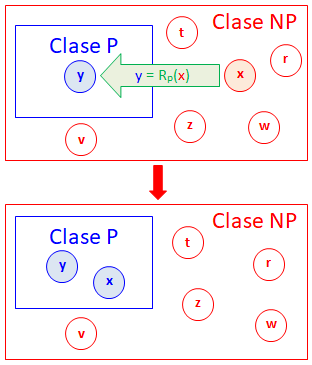 Clase NP
t
Clase P
r
y
y = RP(x)
x
z
w
v
Clase NP
Clase P
t
y
r
x
z
w
v